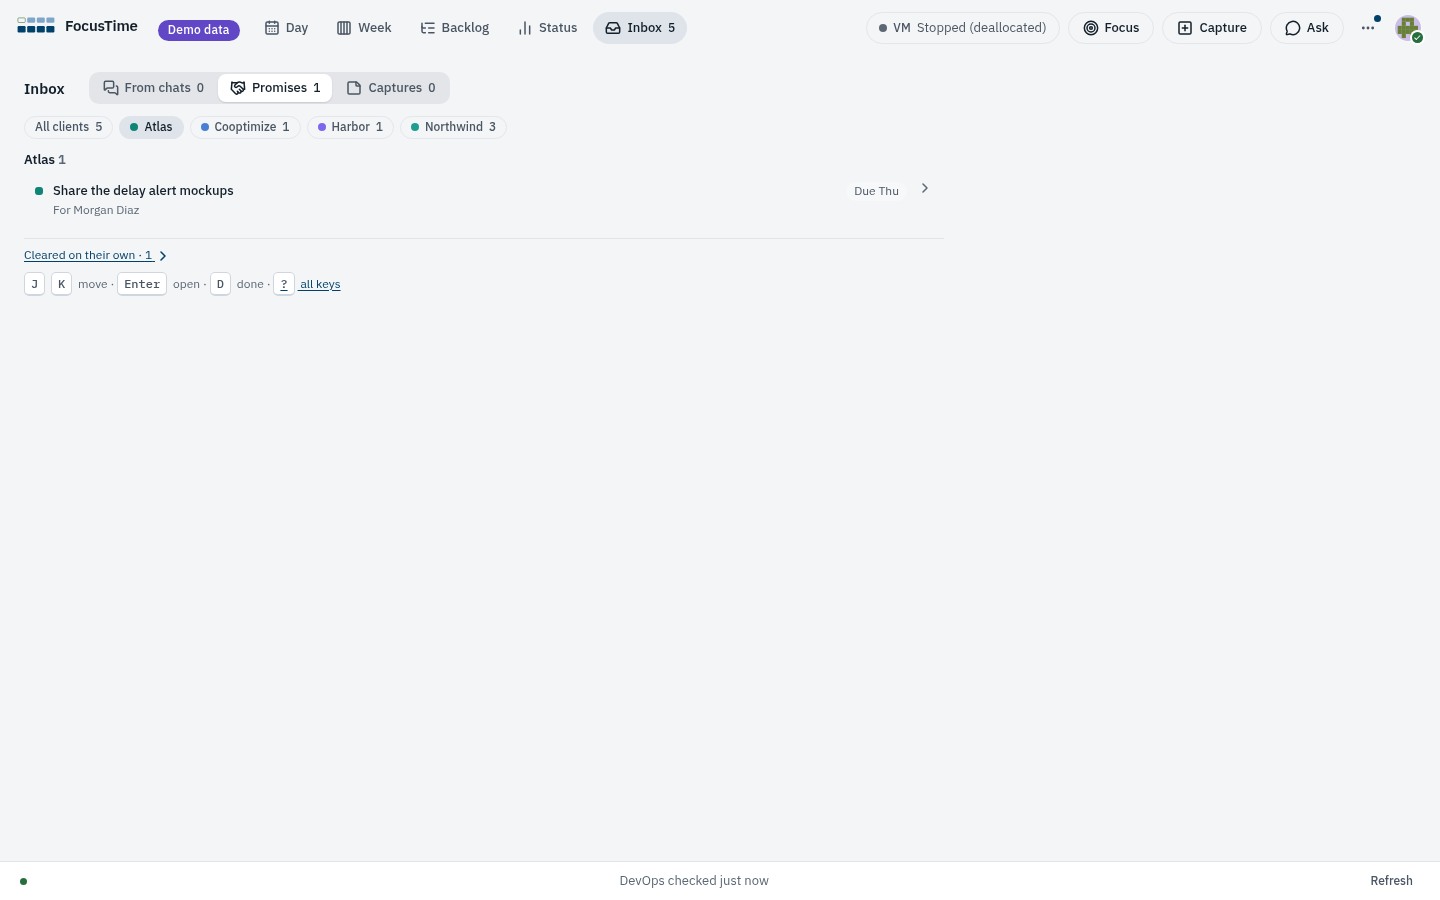 FocusTime
Demo data
Day
Week
Backlog
Status
Inbox 5
VM Stopped (deallocated)
Focus
Capture
Ask
Inbox
From chats 0
Promises 1
Captures 0
All clients 5
Atlas
Cooptimize 1
Harbor 1
Northwind 3
Atlas 1
Share the delay alert mockups
Due Thu
For Morgan Diaz
Cleared on their own · 1
J K move · Enter open · D done · ? all keys
DevOps checked just now
Refresh